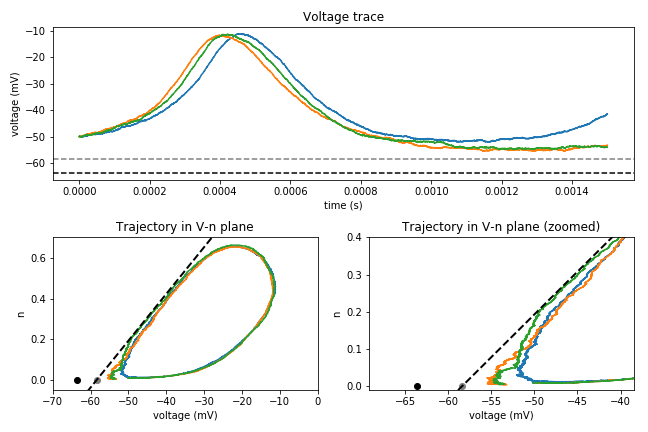 Voltage trace
voltage (mV)
−10
−20
−30
−40
−50
−60
0.0000 0.0002 0.0004 0.0006 0.0008 0.0010 0.0012 0.0014
time (s)
Trajectory in V-n plane
n
0.6
0.4
0.2
0.0
−70 −60 −50 −40 −30 −20 −10 0
voltage (mV)
Trajectory in V-n plane (zoomed)
n
0.4
0.3
0.2
0.1
0.0
−65 −60 −55 −50 −45 −40
voltage (mV)